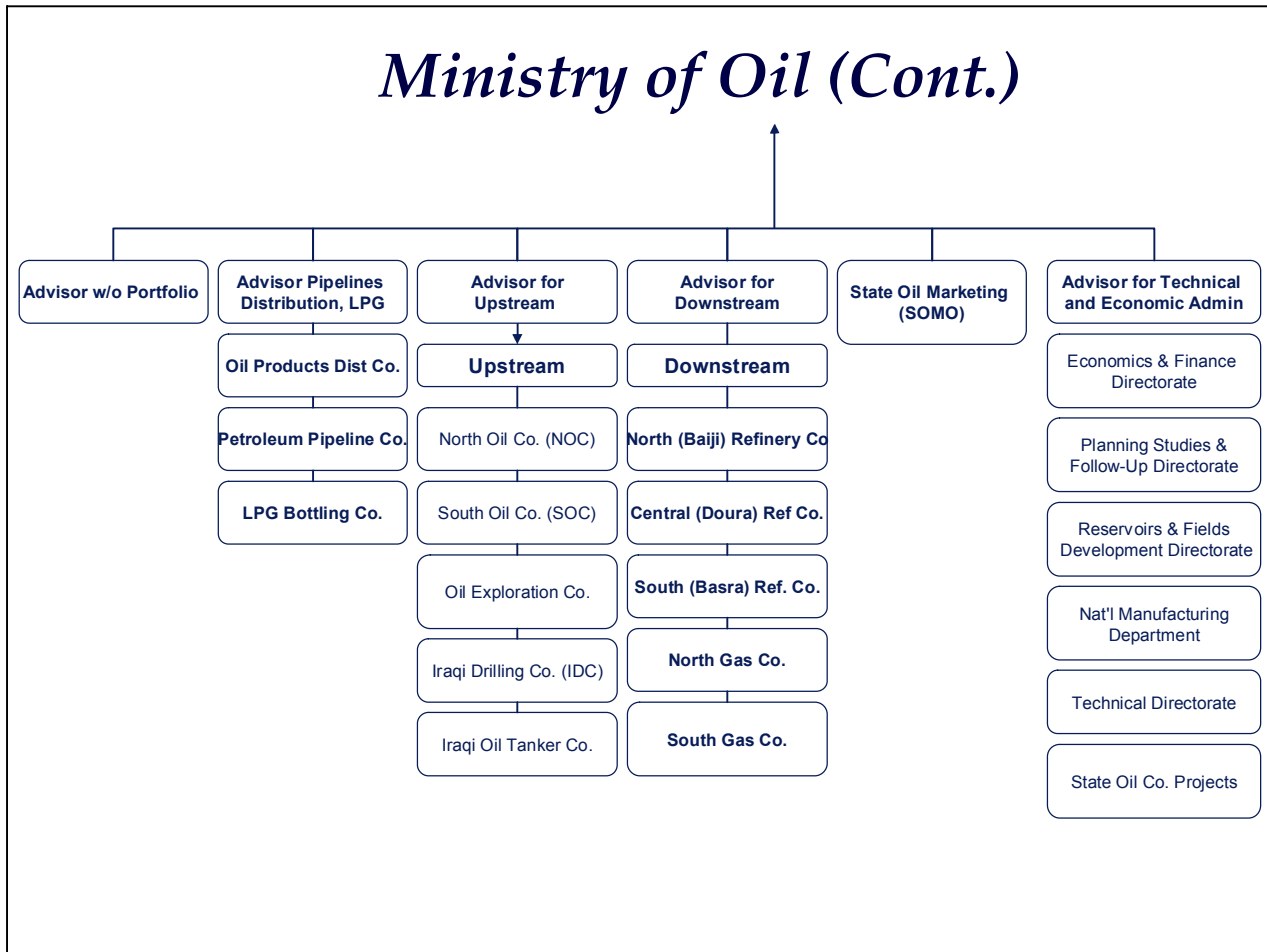 Ministry of Oil (Cont.)
Advisor w/o Portfolio
Advisor Pipelines
Distribution, LPG
Oil Products Dist Co.
Petroleum Pipeline Co.
LPG Bottling Co.
Advisor for
Upstream
Upstream
North Oil Co. (NOC)
South Oil Co. (SOC)
Oil Exploration Co.
Iraqi Drilling Co. (IDC)
Iraqi Oil Tanker Co.
Advisor for
Downstream
Downstream
North (Baiji) Refinery Co
Central (Doura) Ref Co.
South (Basra) Ref. Co.
North Gas Co.
South Gas Co.
State Oil Marketing
(SOMO)
Advisor for Technical
and Economic Admin
Economics & Finance
Directorate
Planning Studies &
Follow-Up Directorate
Reservoirs & Fields
Development Directorate
Nat'l Manufacturing
Department
Technical Directorate
State Oil Co. Projects